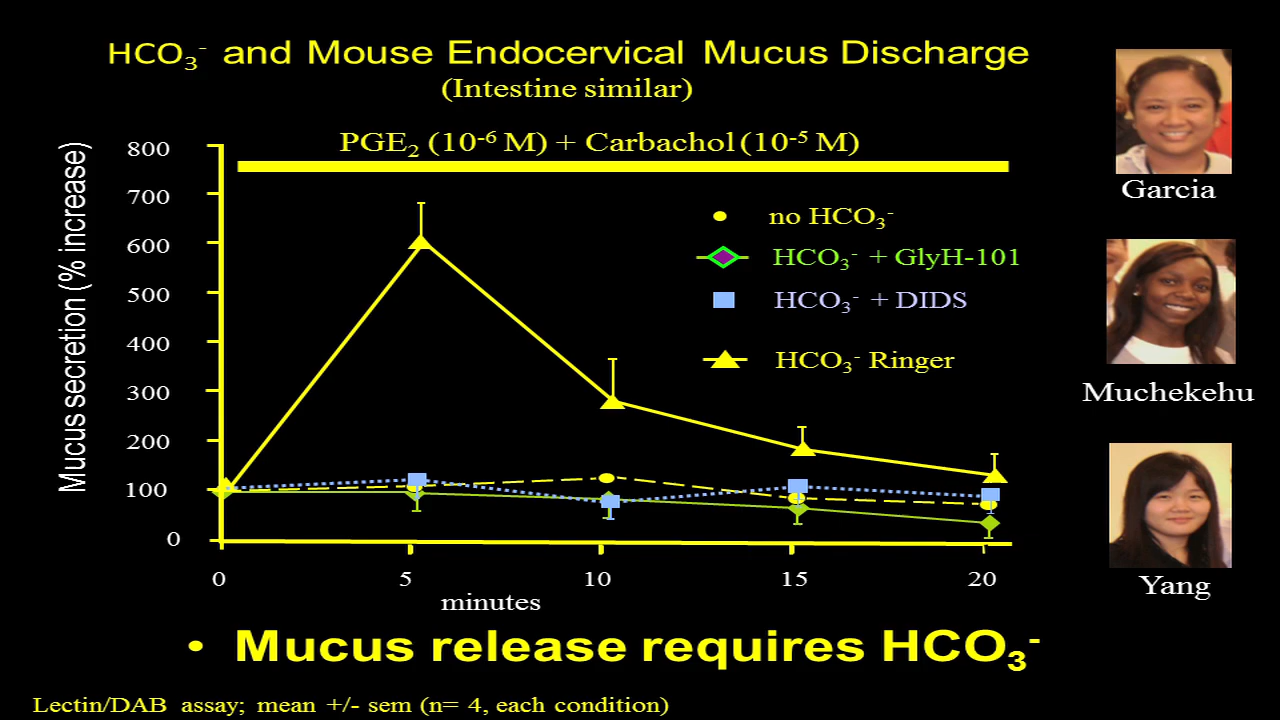 HCO₃⁻ and Mouse Endocervical Mucus Discharge
(Intestine similar)
PGE₂ (10⁻⁶ M) + Carbachol (10⁻⁵ M)
Mucus secretion (% increase)
800
700
600
500
400
300
200
100
0
no HCO₃⁻
HCO₃⁻ + GlyH-101
HCO₃⁻ + DIDS
HCO₃⁻ Ringer
0 5 10 15 20
minutes
Garcia
Muchekehu
Yang
• Mucus release requires HCO₃⁻
Lectin/DAB assay; mean +/- sem (n= 4, each condition)